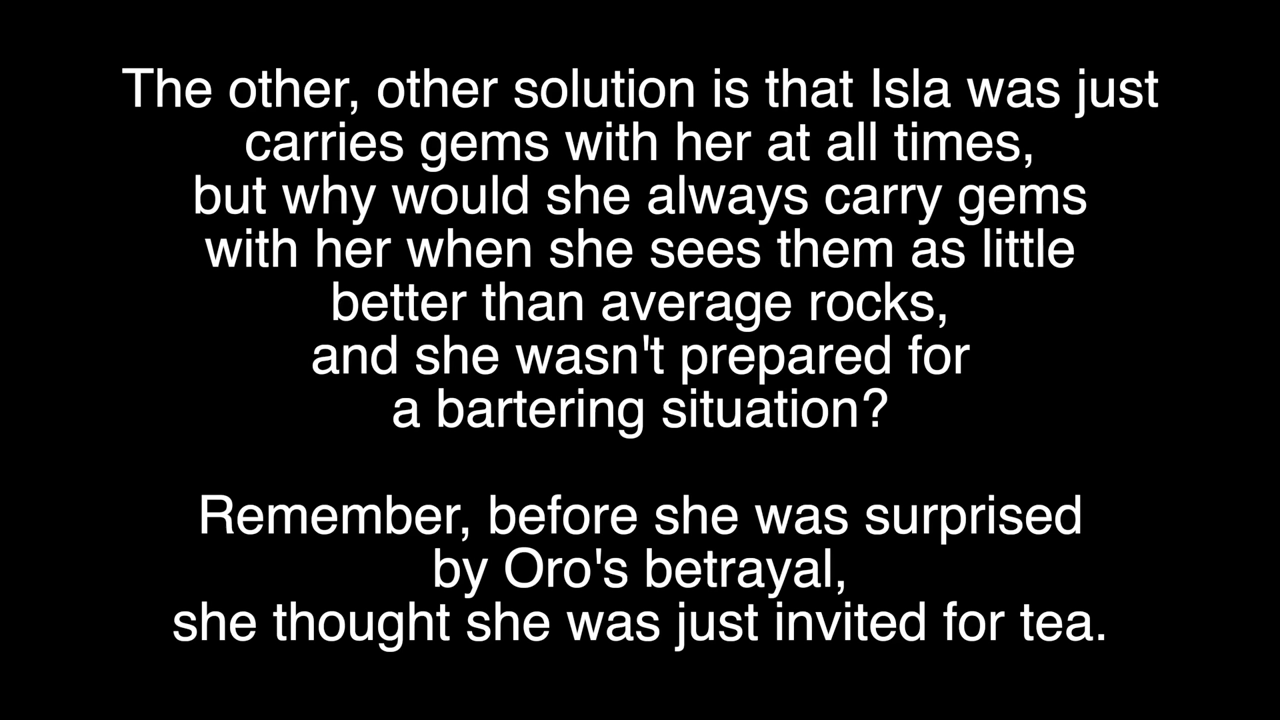 The other, other solution is that Isla was just
carries gems with her at all times,
but why would she always carry gems
with her when she sees them as little
better than average rocks,
and she wasn't prepared for
a bartering situation?
Remember, before she was surprised
by Oro's betrayal,
she thought she was just invited for tea.